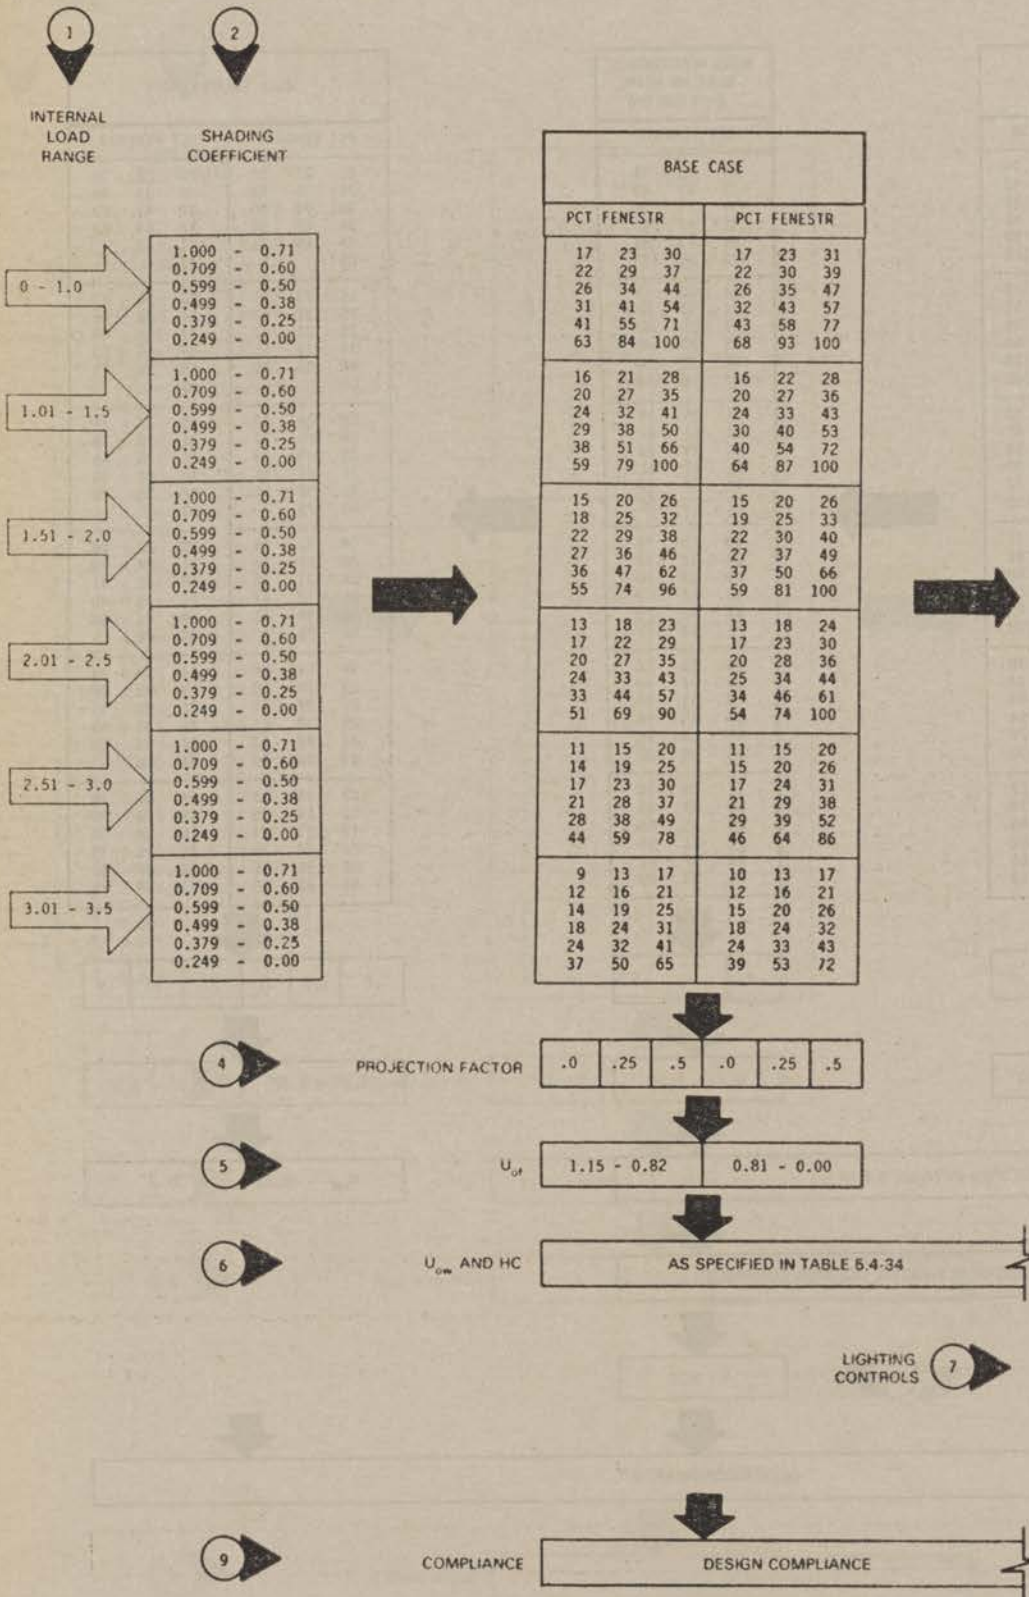 1
2
INTERNAL
LOAD
RANGE
SHADING
COEFFICIENT
BASE CASE
PCT FENESTR PCT FENESTR
0 - 1.0
1.000 - 0.71 17 23 30 17 23 31
0.709 - 0.60 22 29 37 22 30 39
0.599 - 0.50 26 34 44 26 35 47
0.499 - 0.38 31 41 54 32 43 57
0.379 - 0.25 41 55 71 43 58 77
0.249 - 0.00 63 84 100 68 93 100
1.01 - 1.5
1.000 - 0.71 16 21 28 16 22 28
0.709 - 0.60 20 27 35 20 27 36
0.599 - 0.50 24 32 41 24 33 43
0.499 - 0.38 29 38 50 30 40 53
0.379 - 0.25 38 51 66 40 54 72
0.249 - 0.00 59 79 100 64 87 100
1.51 - 2.0
1.000 - 0.71 15 20 26 15 20 26
0.709 - 0.60 18 25 32 19 25 33
0.599 - 0.50 22 29 38 22 30 40
0.499 - 0.38 27 36 46 27 37 49
0.379 - 0.25 36 47 62 37 50 66
0.249 - 0.00 55 74 96 59 81 100
2.01 - 2.5
1.000 - 0.71 13 18 23 13 18 24
0.709 - 0.60 17 22 29 17 23 30
0.599 - 0.50 20 27 35 20 28 36
0.499 - 0.38 24 33 43 25 34 44
0.379 - 0.25 33 44 57 34 46 61
0.249 - 0.00 51 69 90 54 74 100
2.51 - 3.0
1.000 - 0.71 11 15 20 11 15 20
0.709 - 0.60 14 19 25 15 20 26
0.599 - 0.50 17 23 30 17 24 31
0.499 - 0.38 21 28 37 21 29 38
0.379 - 0.25 28 38 49 29 39 52
0.249 - 0.00 44 59 78 46 64 86
3.01 - 3.5
1.000 - 0.71 9 13 17 10 13 17
0.709 - 0.60 12 16 21 12 16 21
0.599 - 0.50 14 19 25 15 20 26
0.499 - 0.38 18 24 31 18 24 32
0.379 - 0.25 24 32 41 24 33 43
0.249 - 0.00 37 50 65 39 53 72
4 PROJECTION FACTOR .0 .25 .5 .0 .25 .5
5 Uof 1.15 - 0.82 0.81 - 0.00
6 Uow AND HC AS SPECIFIED IN TABLE 5.4-34
LIGHTING
CONTROLS 7
9 COMPLIANCE DESIGN COMPLIANCE